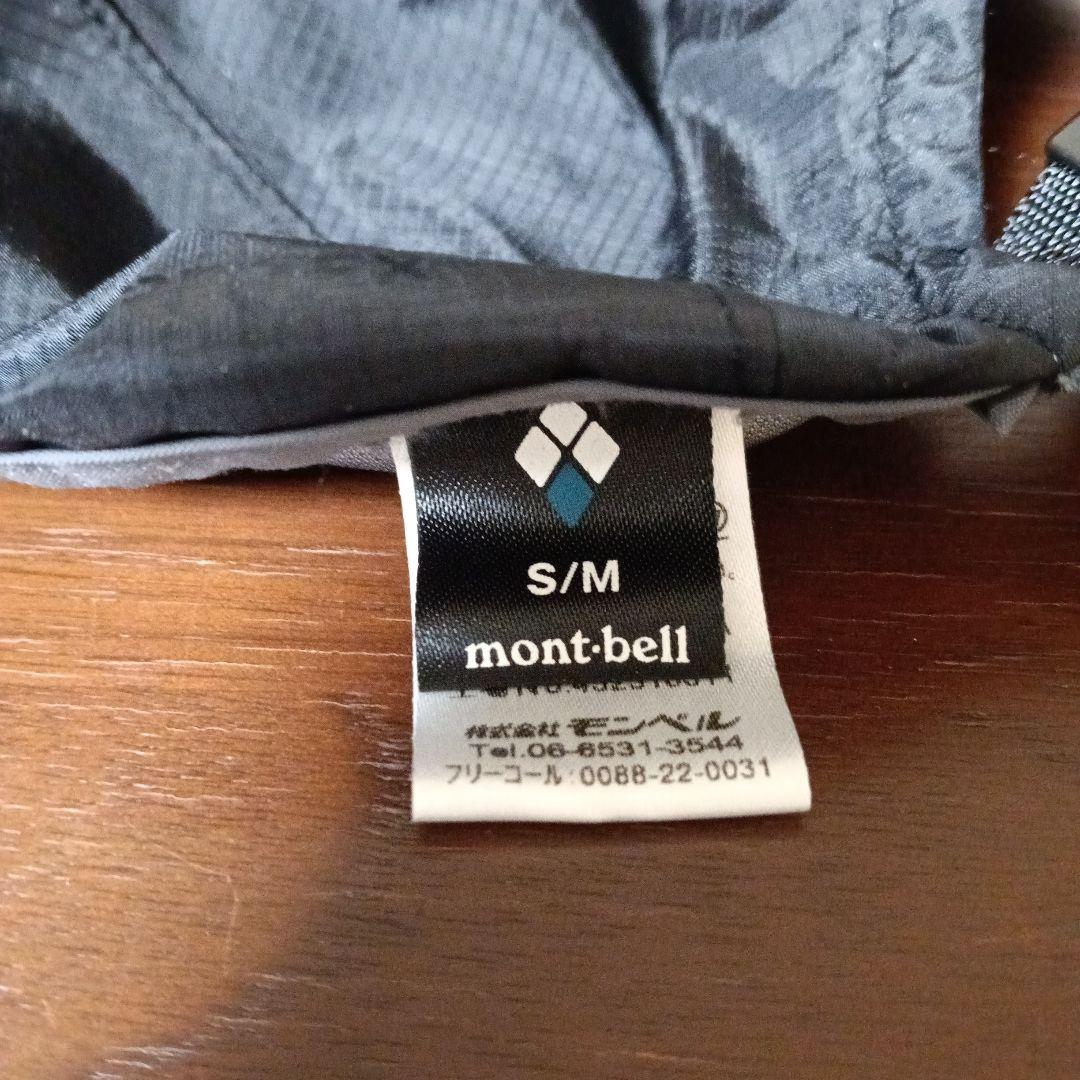 S/M
mont·bell
株式会社 モンベル
Tel.06-6531-3544
フリーコール:0088-22-0031